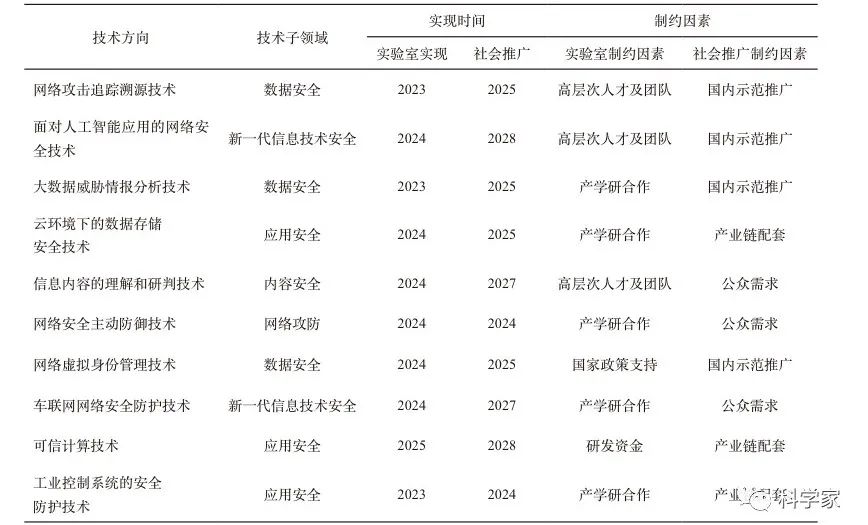 技术方向 技术子领域 实现时间 制约因素
实验室实现 社会推广 实验室制约因素 社会推广制约因素
网络攻击追踪溯源技术 数据安全 2023 2025 高层次人才及团队 国内示范推广
面对人工智能应用的网络安
全技术 新一代信息技术安全 2024 2028 高层次人才及团队 国内示范推广
大数据威胁情报分析技术 数据安全 2023 2025 产学研合作 国内示范推广
云环境下的数据存储
安全技术 应用安全 2024 2025 产学研合作 产业链配套
信息内容的理解和研判技术 内容安全 2024 2027 高层次人才及团队 公众需求
网络安全主动防御技术 网络攻防 2024 2024 产学研合作 公众需求
网络虚拟身份管理技术 数据安全 2024 2025 国家政策支持 国内示范推广
车联网网络安全防护技术 新一代信息技术安全 2024 2027 产学研合作 公众需求
可信计算技术 应用安全 2025 2028 研发资金 产业链配套
工业控制系统的安全
防护技术 应用安全 2023 2024 产学研合作 产业 配套
科学家